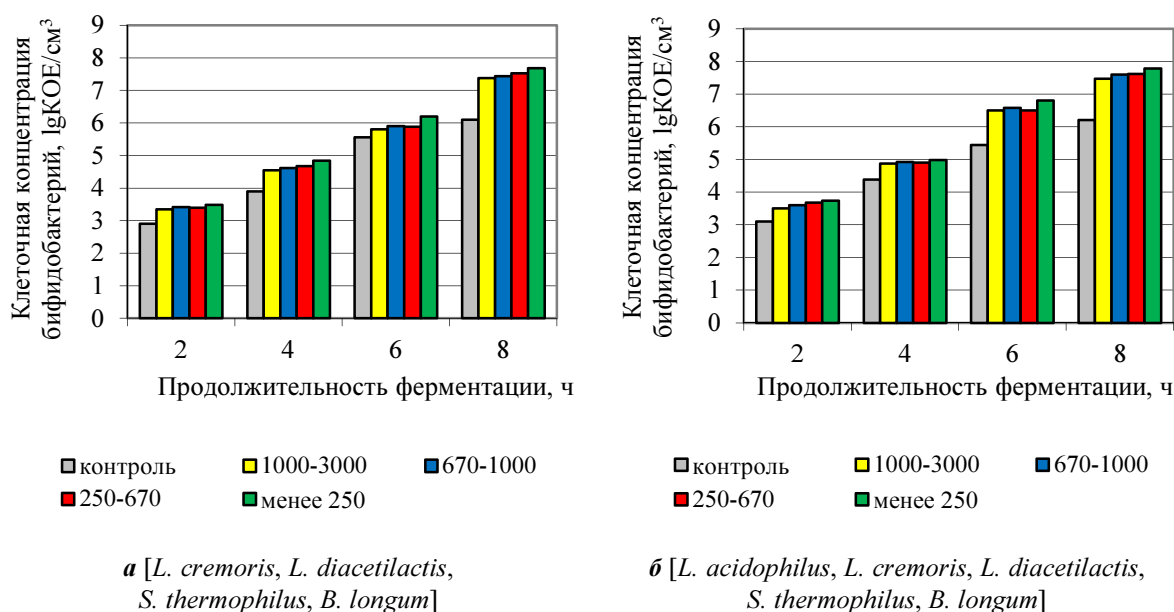 Клеточная концентрация
бифидобактерий, lgКОЕ/см³
9
8
7
6
5
4
3
2
1
0
2 4 6 8
Продолжительность ферментации, ч
контроль 1000-3000 670-1000
250-670 менее 250
а [L. cremoris, L. diacetilactis,
S. thermophilus, B. longum]
Клеточная концентрация
бифидобактерий, lgКОЕ/см³
9
8
7
6
5
4
3
2
1
0
2 4 6 8
Продолжительность ферментации, ч
контроль 1000-3000 670-1000
250-670 менее 250
б [L. acidophilus, L. cremoris, L. diacetilactis,
S. thermophilus, B. longum]